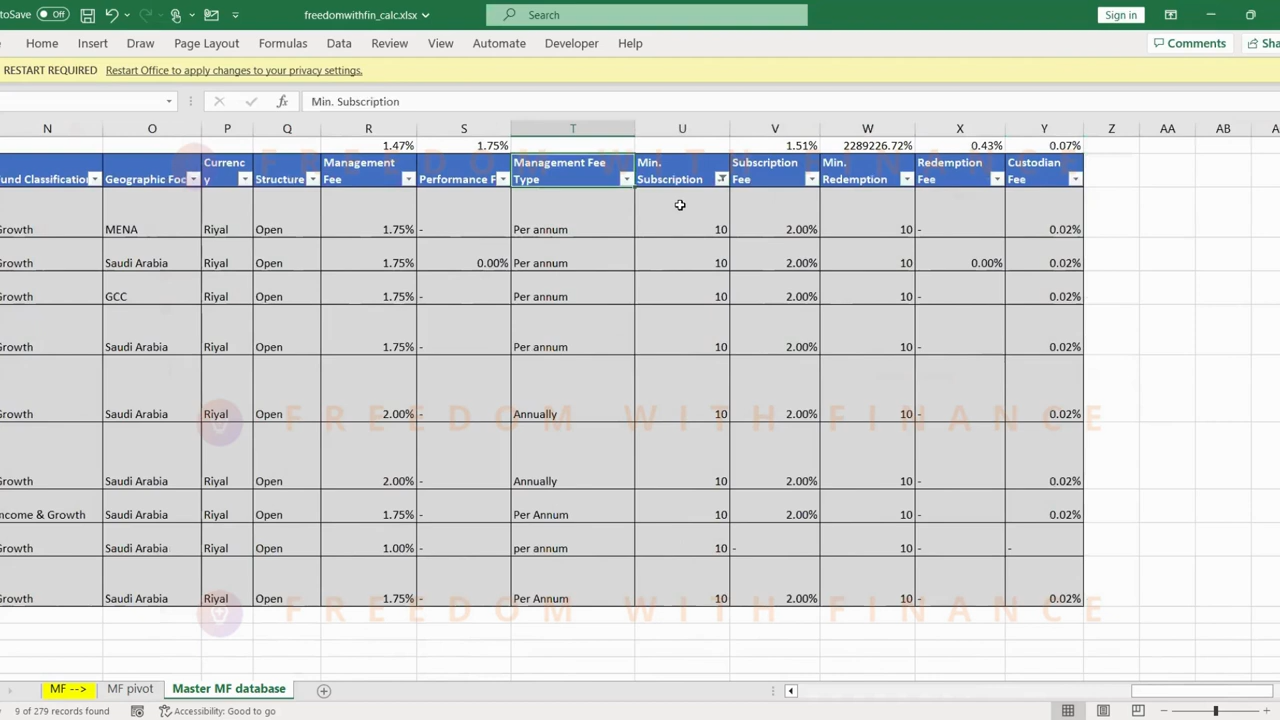 toSave Off freedomwithfin_calc.xlsx Search Sign in
Home Insert Draw Page Layout Formulas Data Review View Automate Developer Help Comments Sha
RESTART REQUIRED Restart Office to apply changes to your privacy settings.
fx Min. Subscription
N O P Q R S T U V W X Y Z AA AB A
1.47% 1.75% 1.51% 2289226.72% 0.43% 0.07%
Currenc Management Management Fee Min. Subscription Min. Redemption Custodian
und Classification Geographic Foc y Structure Fee Performance F Type Subscription Fee Redemption Fee Fee
Growth MENA Riyal Open 1.75% - Per annum 10 2.00% 10 - 0.02%
Growth Saudi Arabia Riyal Open 1.75% 0.00% Per annum 10 2.00% 10 0.00% 0.02%
Growth GCC Riyal Open 1.75% - Per annum 10 2.00% 10 - 0.02%
Growth Saudi Arabia Riyal Open 1.75% - Per annum 10 2.00% 10 - 0.02%
Growth Saudi Arabia Riyal Open 2.00% - Annually 10 2.00% 10 - 0.02%
FREEDOM WITH FINANCE
Growth Saudi Arabia Riyal Open 2.00% - Annually 10 2.00% 10 - 0.02%
ncome & Growth Saudi Arabia Riyal Open 1.75% - Per Annum 10 2.00% 10 - 0.02%
Growth Saudi Arabia Riyal Open 1.00% - per annum 10 - 10 - -
Growth Saudi Arabia Riyal Open 1.75% - Per Annum 10 2.00% 10 - 0.02%
FREEDOM WITH FINANCE
MF --> MF pivot Master MF database
9 of 279 records found Accessibility: Good to go